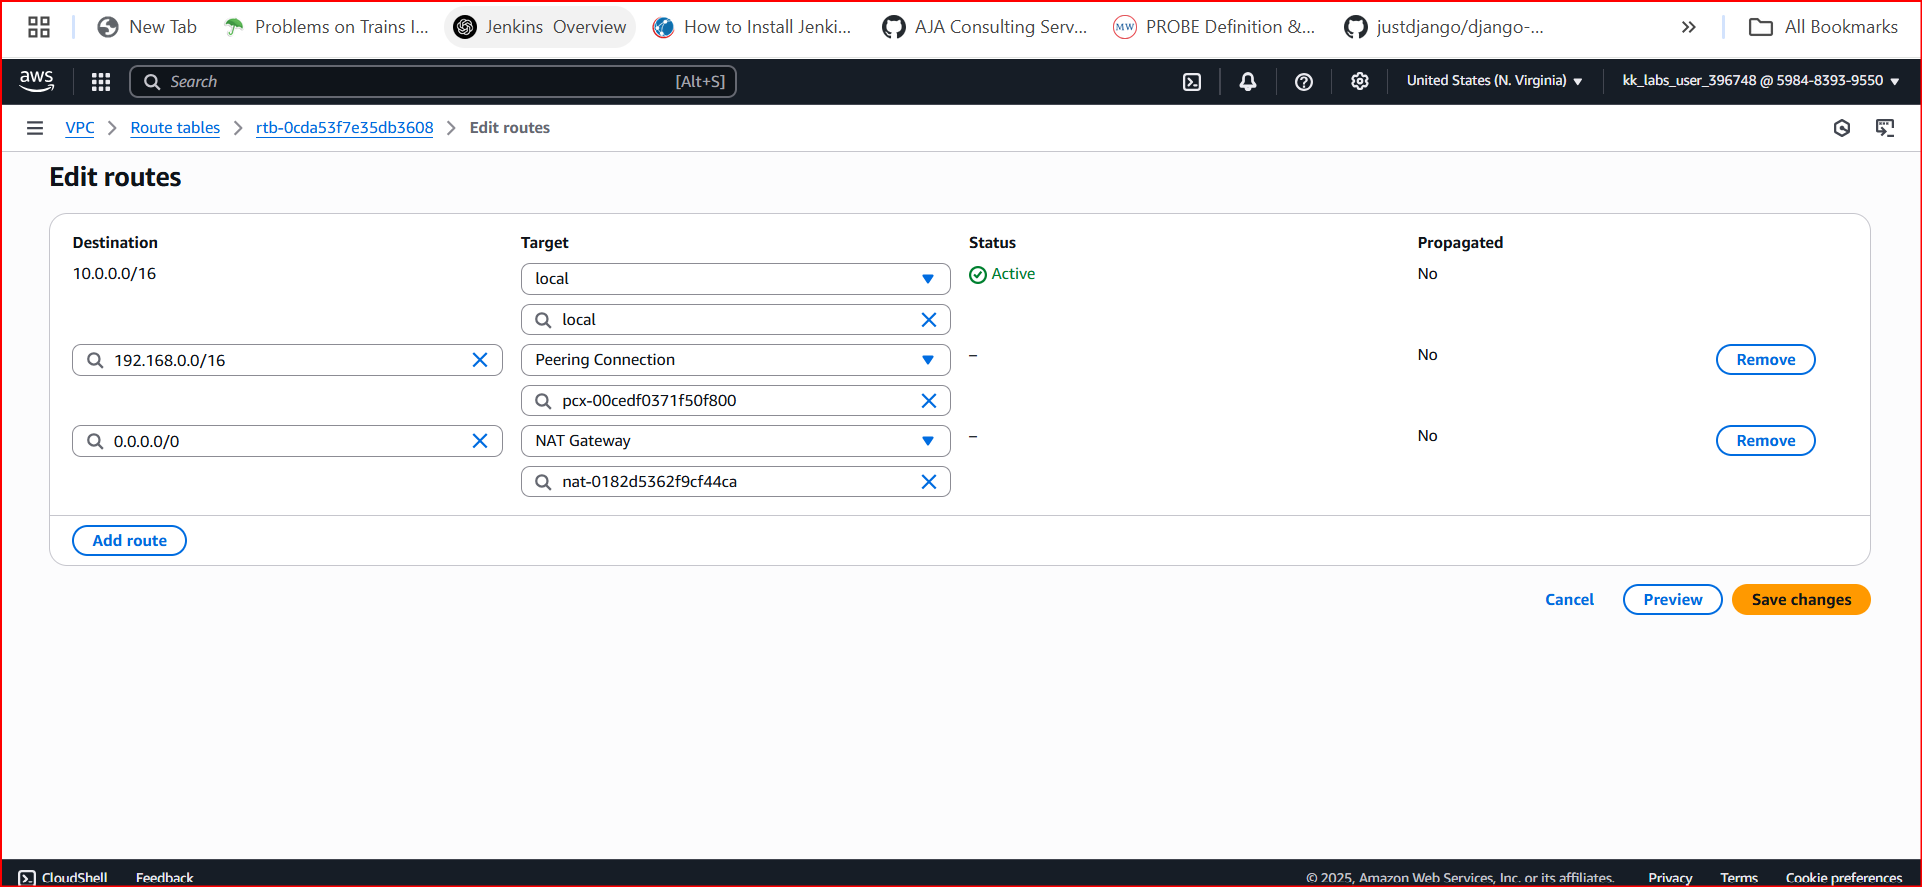 New Tab Problems on Trains I... Jenkins Overview How to Install Jenki... AJA Consulting Serv... MW PROBE Definition &... justdjango/django-... All Bookmarks
aws Search [Alt+S] United States (N. Virginia) kk_labs_user_396748 @ 5984-8393-9550
VPC Route tables rtb-0cda53f7e35db3608 Edit routes
Edit routes
Destination Target Status Propagated
10.0.0.0/16 local Active No
local
192.168.0.0/16 Peering Connection – No Remove
pcx-00cedf0371f50f800
0.0.0.0/0 NAT Gateway – No Remove
nat-0182d5362f9cf44ca
Add route
Cancel Preview Save changes
CloudShell Feedback © 2025, Amazon Web Services, Inc. or its affiliates. Privacy Terms Cookie preferences